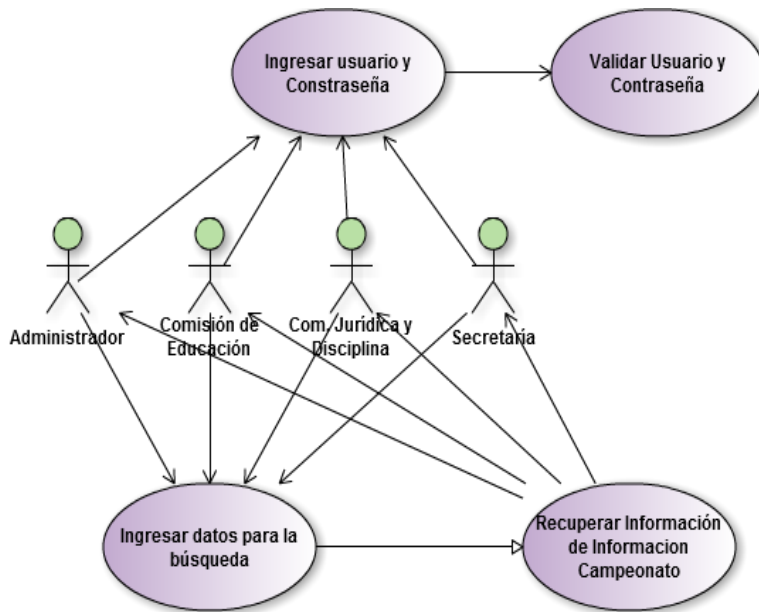 Ingresar usuario y
Constraseña
Validar Usuario y
Contraseña
Administrador
Comisión de
Educación
Com. Jurídica y
Disciplina
Secretaría
Ingresar datos para la
búsqueda
Recuperar Información
de Informacion
Campeonato